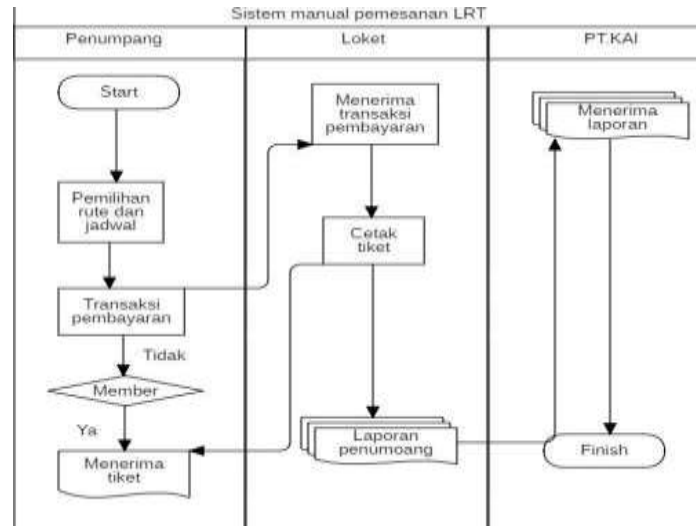 Sistem manual pemesanan LRT
Penumpang
Loket
PT.KAI
Start
Pemilihan
rute dan
jadwal
Transaksi
pembayaran
Tidak
Member
Ya
Menerima
tiket
Menerima
transaksi
pembayaran
Cetak
tiket
Laporan
penumoang
Menerima
laporan
Finish